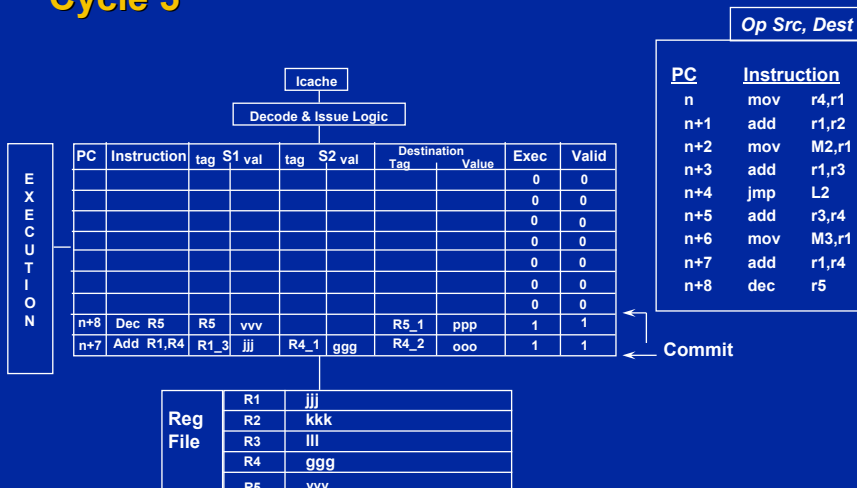 Cycle 5
Op Src, Dest
PC Instruction
n mov r4,r1
n+1 add r1,r2
n+2 mov M2,r1
n+3 add r1,r3
n+4 jmp L2
n+5 add r3,r4
n+6 mov M3,r1
n+7 add r1,r4
n+8 dec r5
Icache
Decode & Issue Logic
EXECUTION
PC Instruction tag S1 val tag S2 val Destination Tag Value Exec Valid
0 0
0 0
0 0
0 0
0 0
0 0
0 0
n+8 Dec R5 R5 vvv R5_1 ppp 1 1
n+7 Add R1,R4 R1_3 jjj R4_1 ggg R4_2 ooo 1 1
Commit
Reg File
R1 jjj
R2 kkk
R3 lll
R4 ggg
R5 vvv